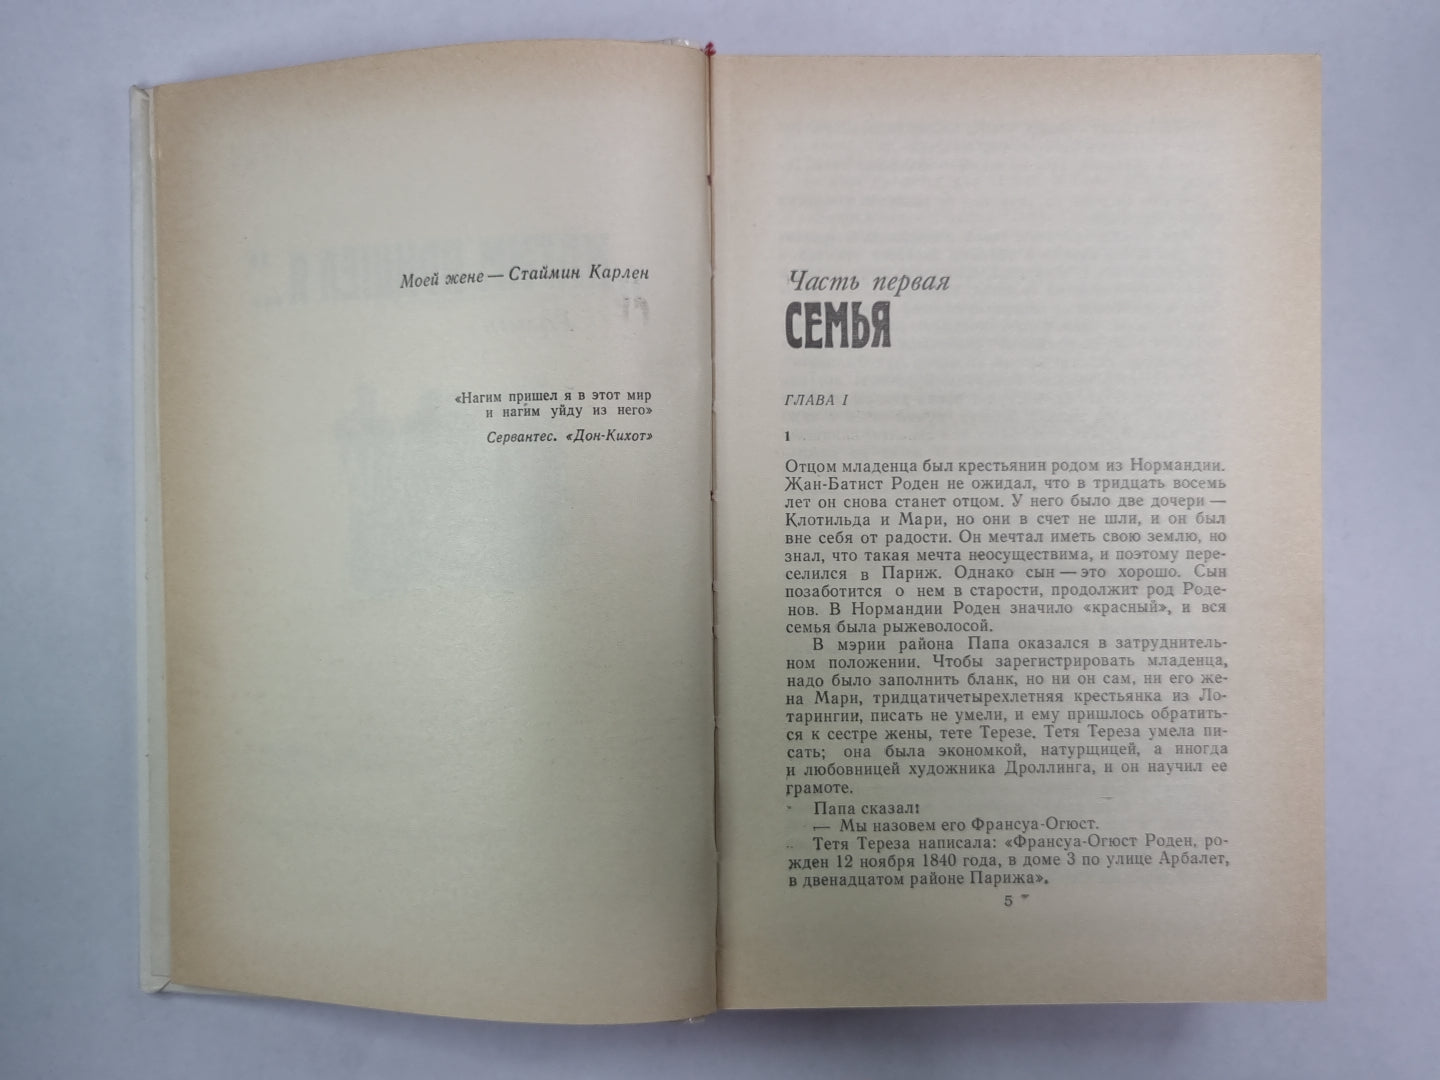 Моей жене — Стаймин Карлен
«Нагим пришел я в этот мир
и нагим уйду из него»
Сервантес. «Дон-Кихот»
Часть первая
СЕМЬЯ
ГЛАВА I
1
Отцом младенца был крестьянин родом из Нормандии.
Жан-Батист Роден не ожидал, что в тридцать восемь
лет он снова станет отцом. У него было две дочери —
Клотильда и Мари, но они в счет не шли, и он был
вне себя от радости. Он мечтал иметь свою землю, но
знал, что такая мечта неосуществима, и поэтому пере-
селился в Париж. Однако сын — это хорошо. Сын
позаботится о нем в старости, продолжит род Роде-
нов. В Нормандии Роден значило «красный», и вся
семья была рыжеволосой.
В мэрии района Папа оказался в затруднитель-
ном положении. Чтобы зарегистрировать младенца,
надо было заполнить бланк, но ни он сам, ни его же-
на Мари, тридцатичетырехлетняя крестьянка из Ло-
тарингии, писать не умели, и ему пришлось обратить-
ся к сестре жены, тете Терезе. Тетя Тереза умела пи-
сать; она была экономкой, натурщицей, а иногда
и любовницей художника Дроллинга, и он научил ее
грамоте.
Папа сказал:
— Мы назовем его Франсуа-Огюст.
Тетя Тереза написала: «Франсуа-Огюст Роден, ро-
жден 12 ноября 1840 года, в доме 3 по улице Арбалет,
в двенадцатом районе Парижа».
5